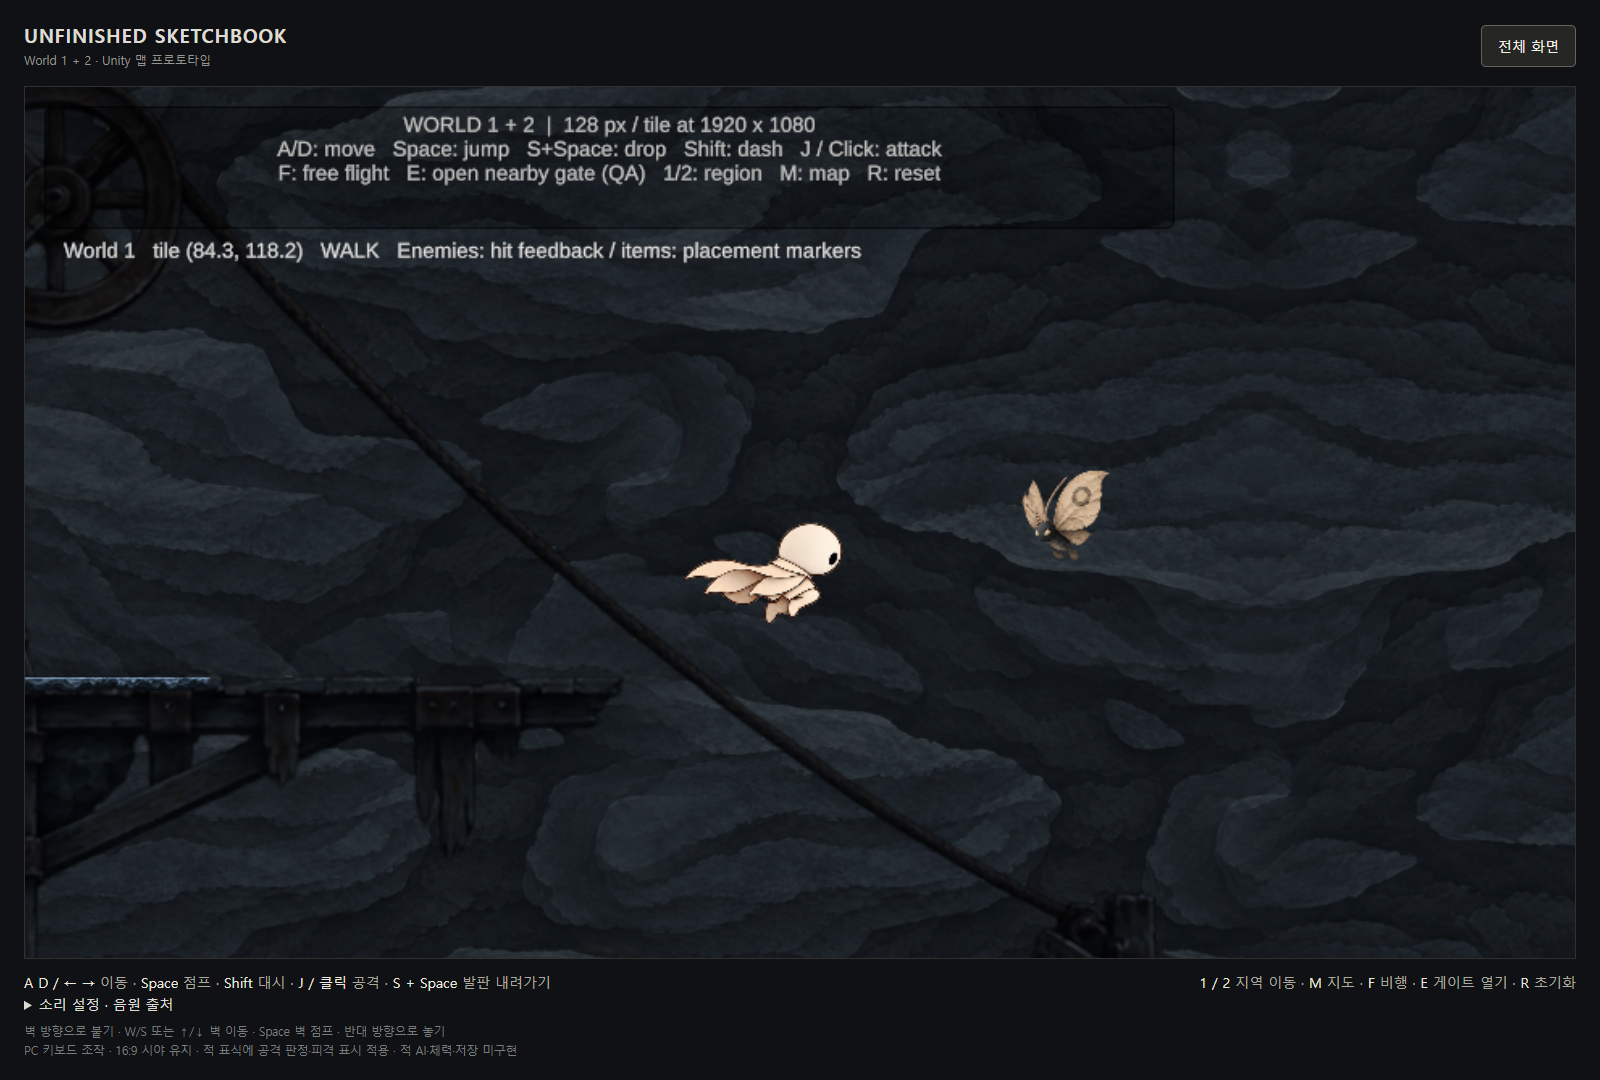 UNFINISHED SKETCHBOOK
World 1 + 2 · Unity 맵 프로토타입
전체 화면
WORLD 1 + 2 | 128 px / tile at 1920 x 1080
A/D: move Space: jump S+Space: drop Shift: dash J / Click: attack
F: free flight E: open nearby gate (QA) 1/2: region M: map R: reset
World 1 tile (84.3, 118.2) WALK Enemies: hit feedback / items: placement markers
A D / ← → 이동 · Space 점프 · Shift 대시 · J / 클릭 공격 · S + Space 발판 내려가기
1 / 2 지역 이동 · M 지도 · F 비행 · E 게이트 열기 · R 초기화
▶ 소리 설정 · 음원 출처
벽 방향으로 붙기 · W/S 또는 ↑/↓ 벽 이동 · Space 벽 점프 · 반대 방향으로 놓기
PC 키보드 조작 · 16:9 시야 유지 · 적 표식에 공격 판정·피격 표시 적용 · 적 AI·체력·저장 미구현